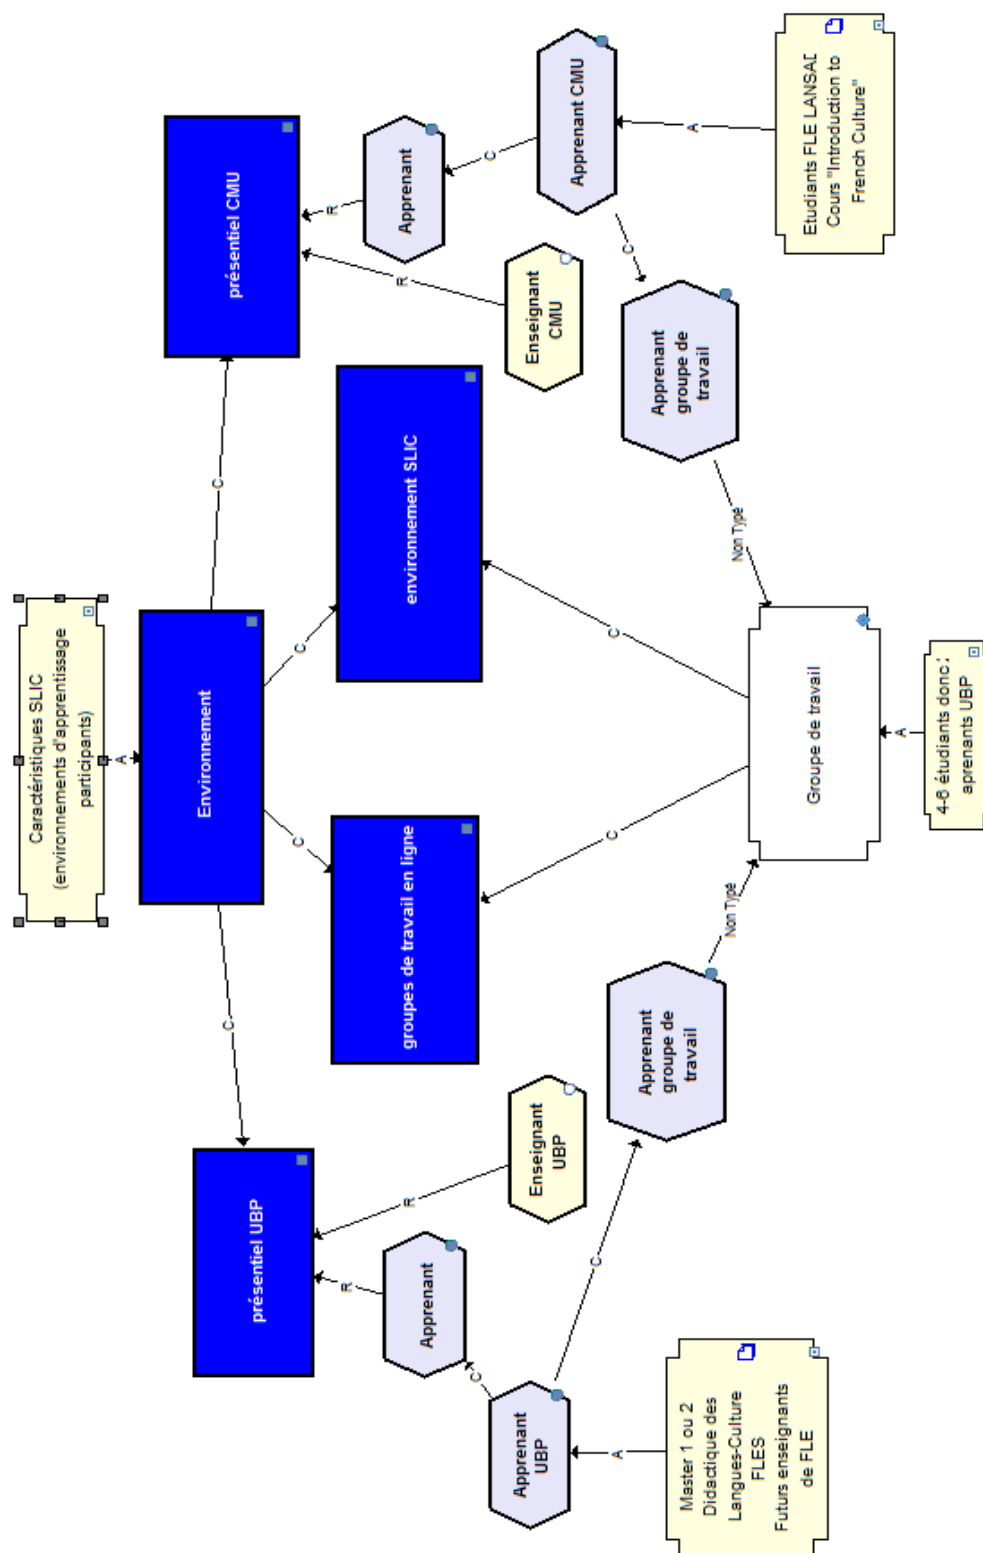 Caractéristiques SLIC
(environnements d'apprentissage
participants)
A
Environnement
C
C
C
C
présentiel UBP
groupes de travail en ligne
environnement SLIC
présentiel CMU
R
R
R
R
Apprenant
Enseignant
UBP
Enseignant
CMU
Apprenant
C
C
C
C
C
C
Apprenant
UBP
Apprenant
groupe de
travail
Apprenant
groupe de
travail
Apprenant CMU
Non Typé
Non Typé
A
A
Groupe de travail
Master 1 ou 2
Didactique des
Langues-Culture
FLES
Futurs enseignants
de FLE
Etudiants FLE LANSAD
Cours "Introduction to
French Culture"
A
4-6 étudiants donc
aprenants UBP